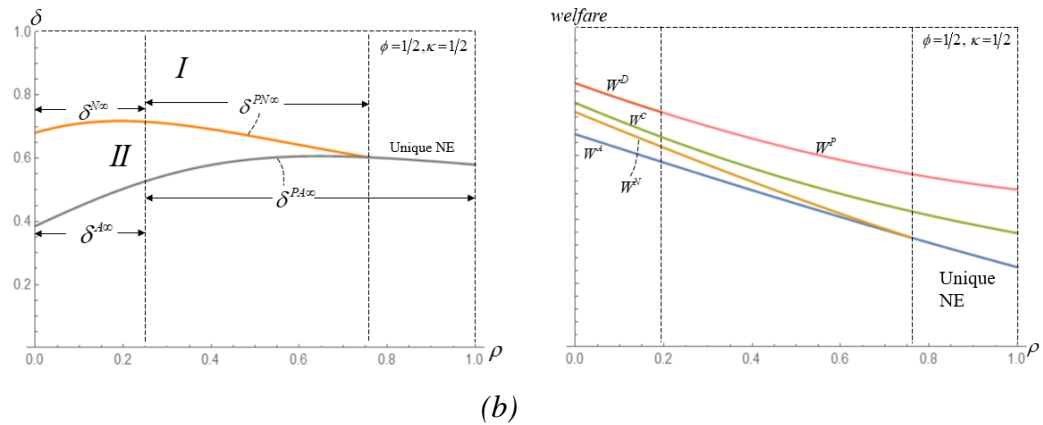 δ
1.0
ϕ=1/2, κ=1/2
I
0.8
δ^{N∞}
δ^{PN∞}
II
Unique NE
0.6
δ^{PA∞}
0.4
δ^{A∞}
0.2
0.0 0.2 0.4 0.6 0.8 1.0 ρ
welfare
ϕ=1/2, κ=1/2
W^D
W^C
W^P
W^A
W^N
Unique
NE
0.0 0.2 0.4 0.6 0.8 1.0 ρ
(b)